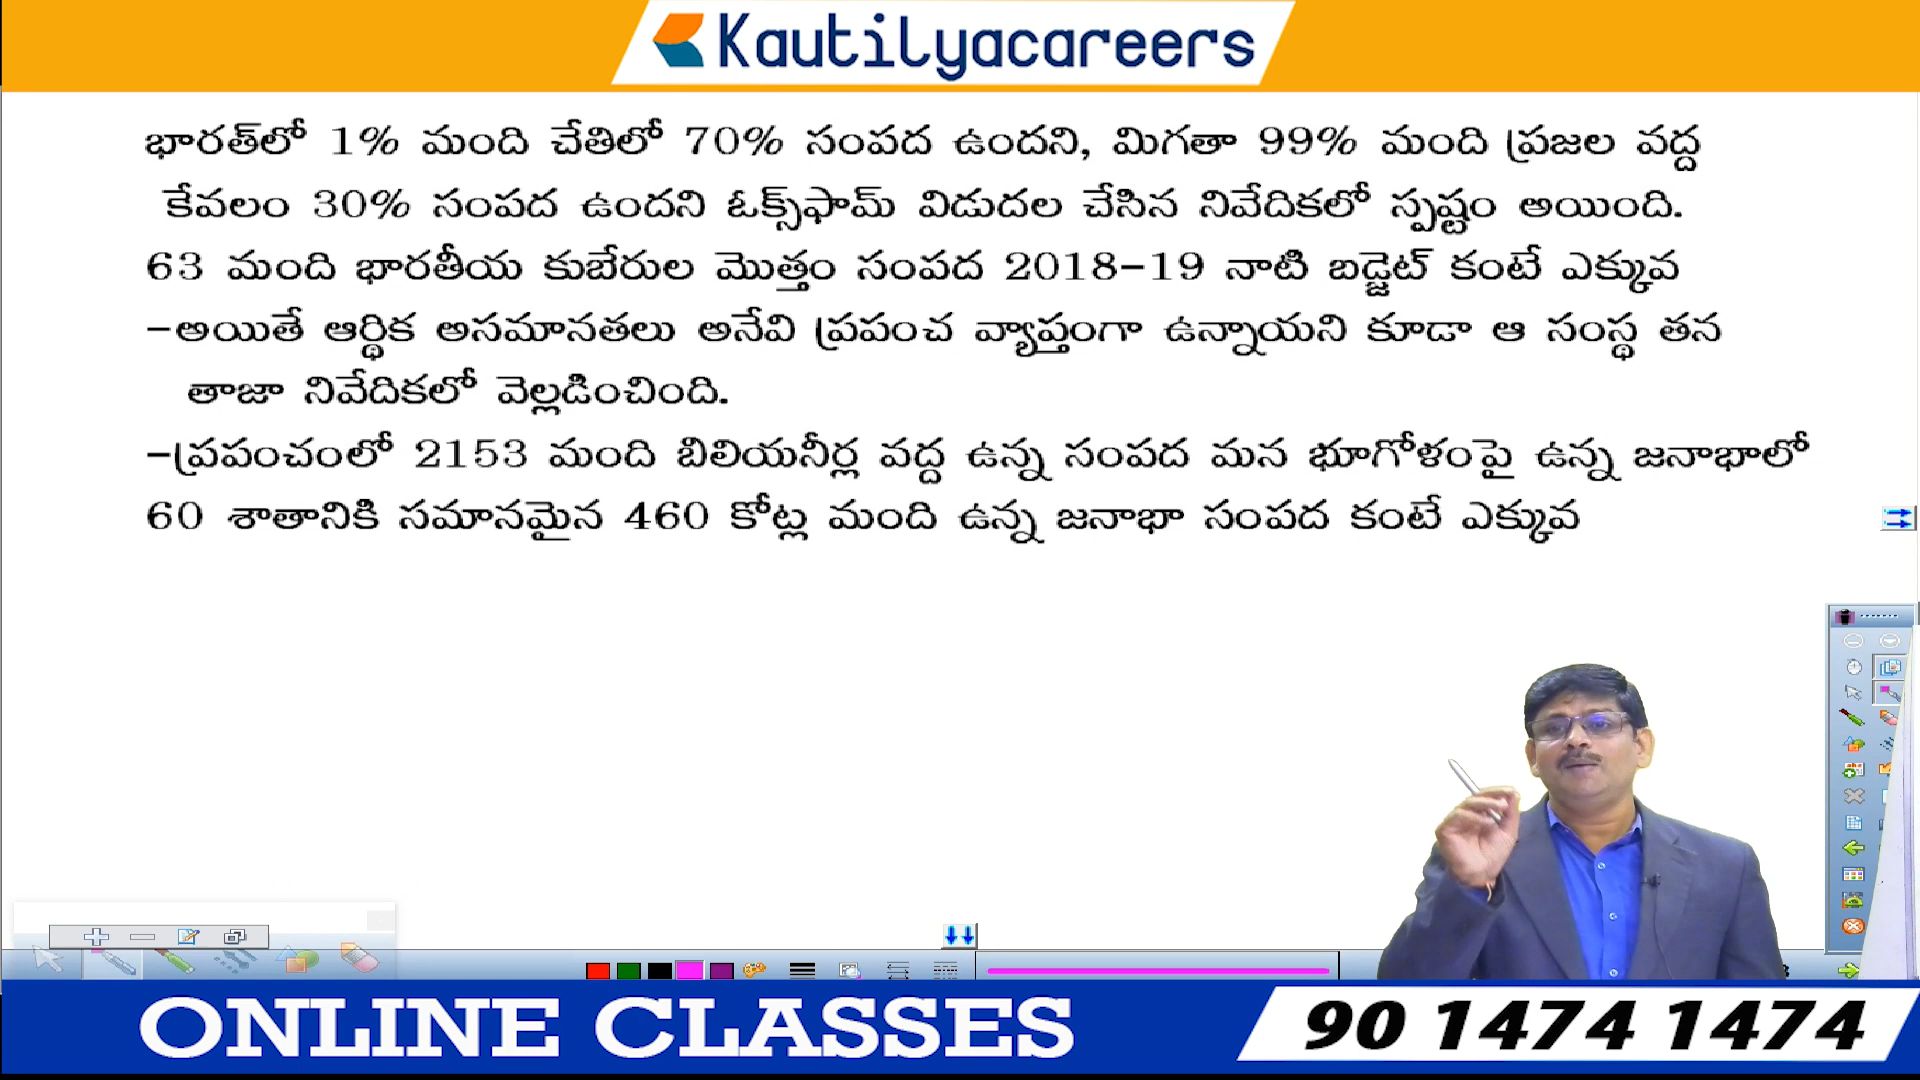 Kautilyacareers
భారత్‌లో 1% మంది చేతిలో 70% సంపద ఉందని, మిగతా 99% మంది ప్రజల వద్ద
కేవలం 30% సంపద ఉందని ఓక్స్‌ఫామ్ విడుదల చేసిన నివేదికలో స్పష్టం అయింది.
63 మంది భారతీయ కుబేరుల మొత్తం సంపద 2018-19 నాటి బడ్జెట్ కంటే ఎక్కువ
-అయితే ఆర్థిక అసమానతలు అనేవి ప్రపంచ వ్యాప్తంగా ఉన్నాయని కూడా ఆ సంస్థ తన
తాజా నివేదికలో వెల్లడించింది.
-ప్రపంచంలో 2153 మంది బిలియనీర్ల వద్ద ఉన్న సంపద మన భూగోళంపై ఉన్న జనాభాలో
60 శాతానికి సమానమైన 460 కోట్ల మంది ఉన్న జనాభా సంపద కంటే ఎక్కువ
ONLINE CLASSES
90 1474 1474